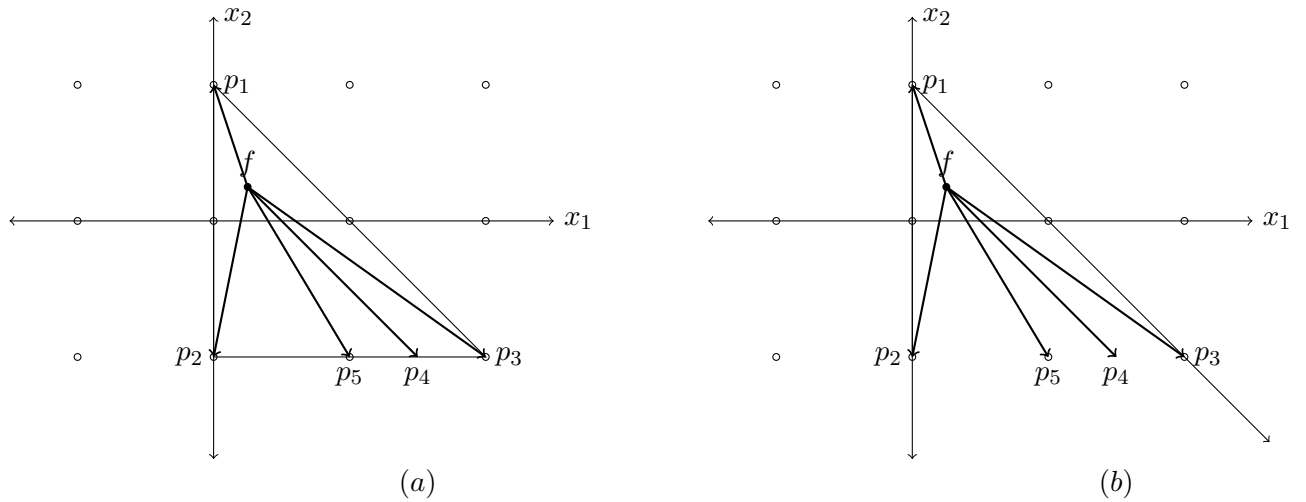 x₂ x₂
p₁ p₁
f f
x₁ x₁
p₂ p₃ p₂ p₃
p₅ p₄ p₅ p₄
(a) (b)